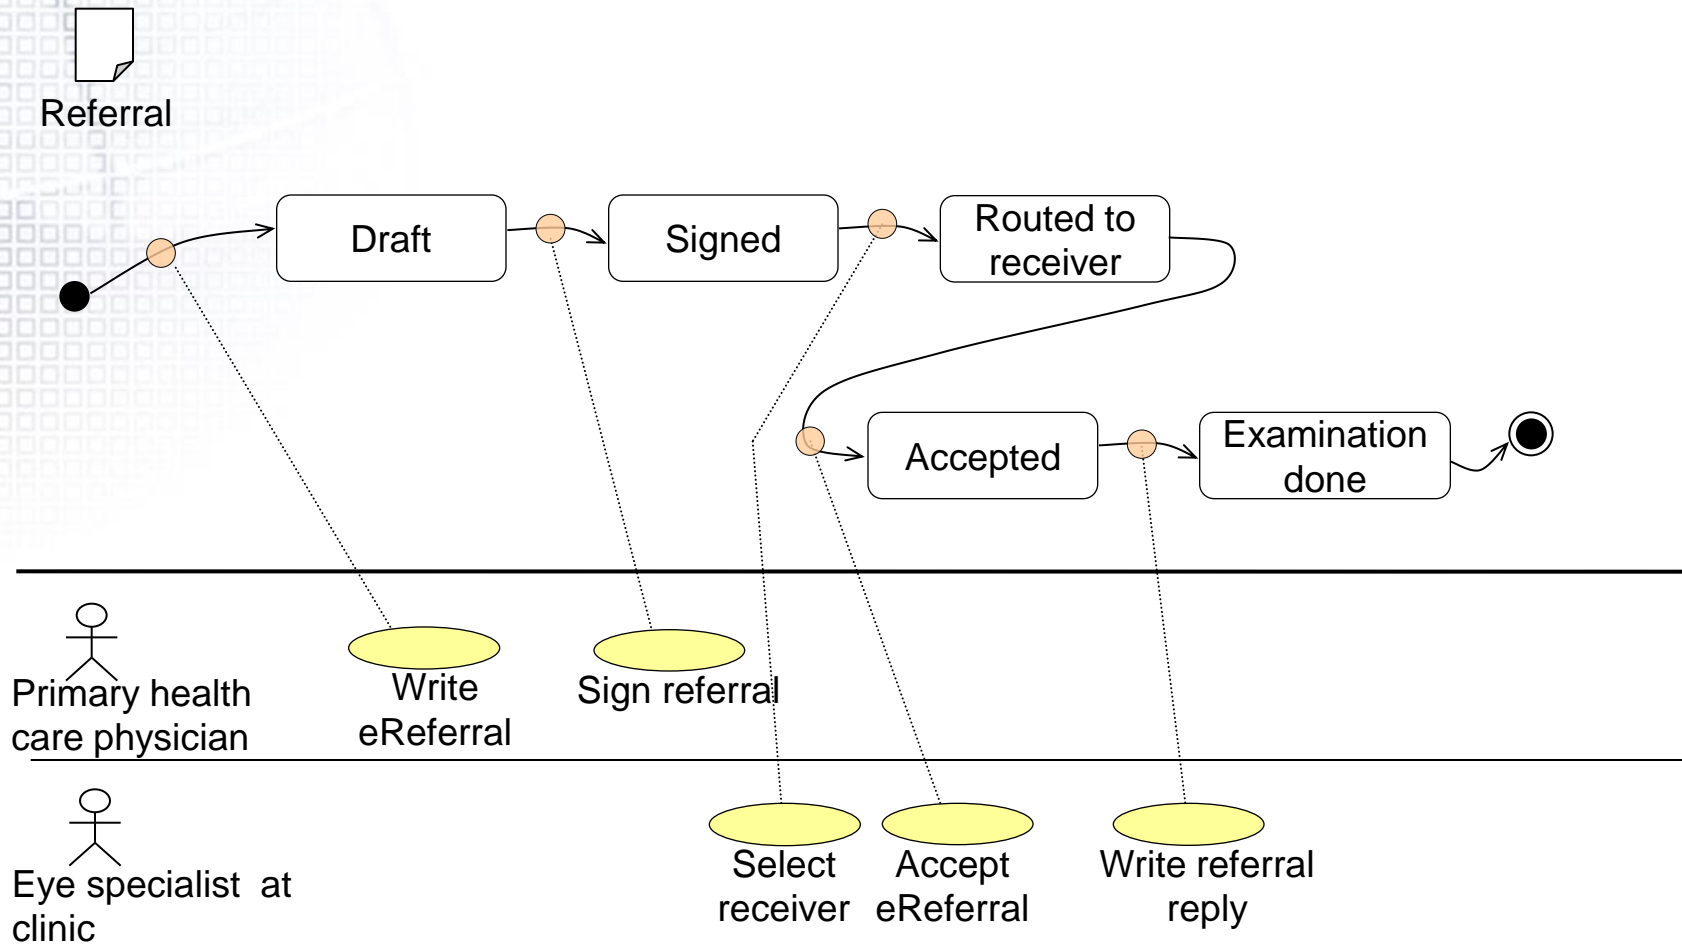 Referral
Draft
Signed
Routed to
receiver
Accepted
Examination
done
Primary health
care physician
Write
eReferral
Sign referral
Eye specialist at
clinic
Select
receiver
Accept
eReferral
Write referral
reply